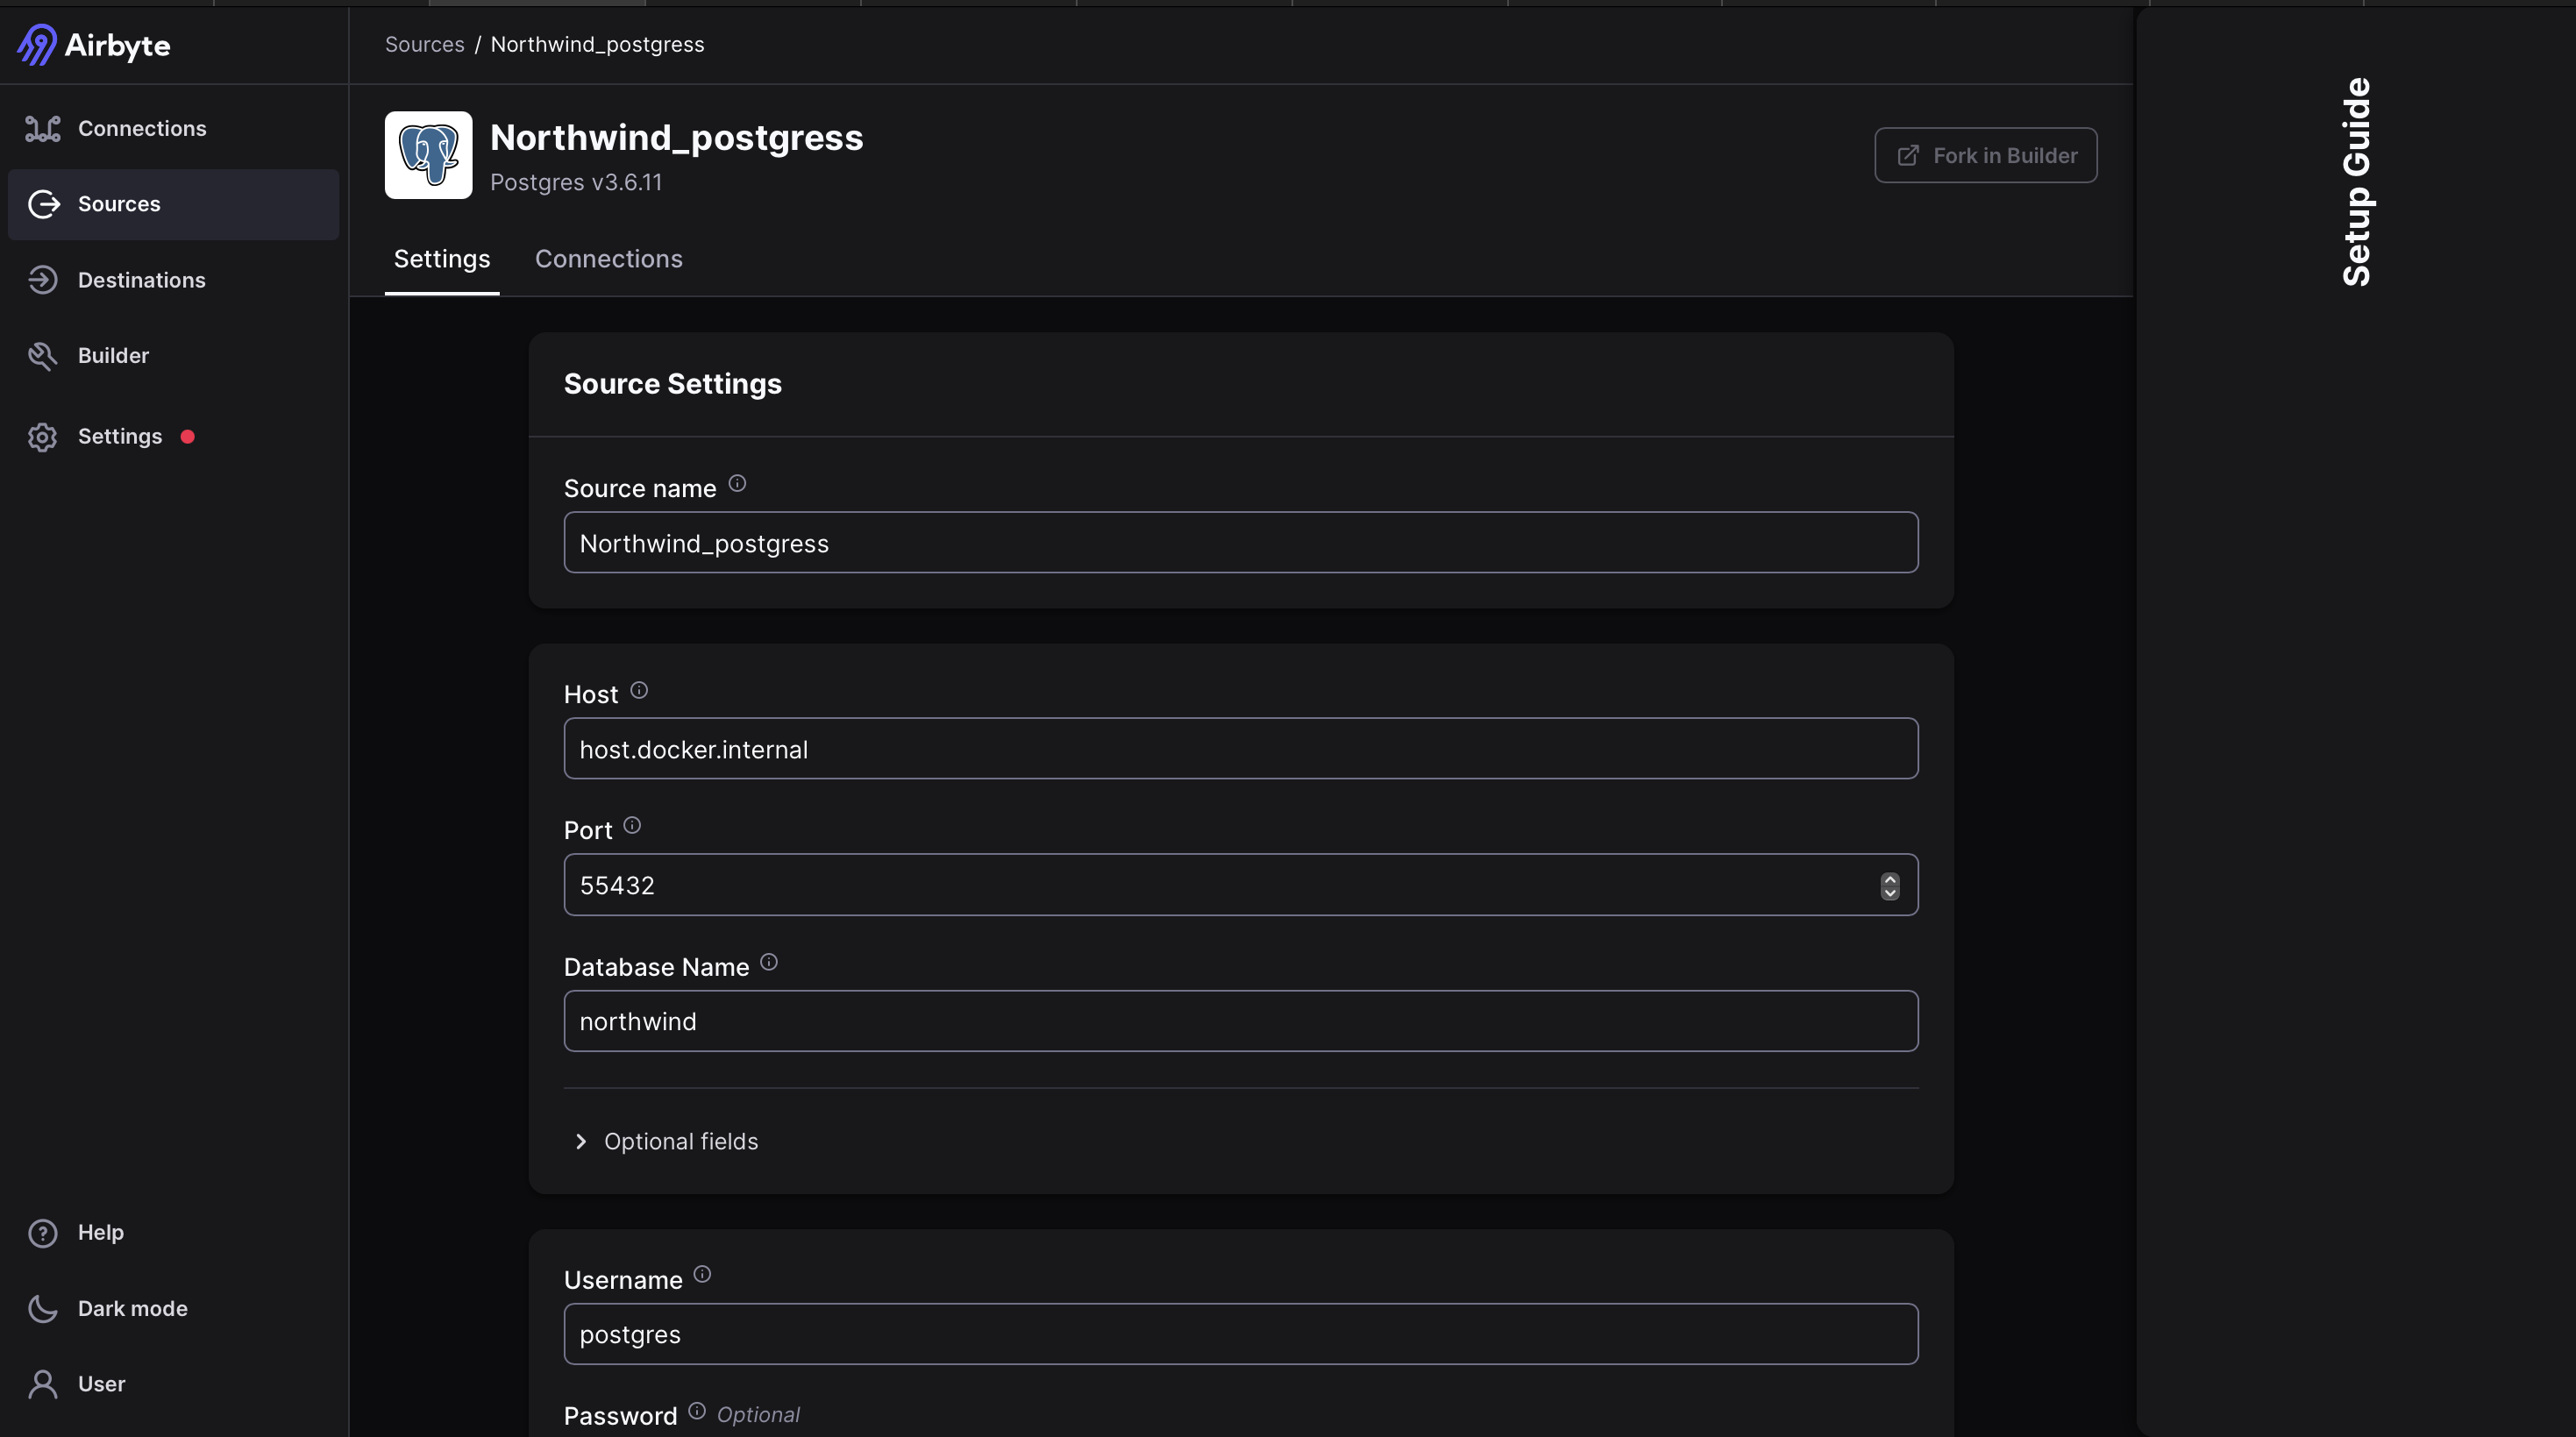 Airbyte
Connections
Sources
Destinations
Builder
Settings
Help
Dark mode
User
Sources / Northwind_postgress
Northwind_postgress
Postgres v3.6.11
Fork in Builder
Settings
Connections
Source Settings
Source name
Northwind_postgress
Host
host.docker.internal
Port
55432
Database Name
northwind
Optional fields
Username
postgres
Password Optional
Setup Guide